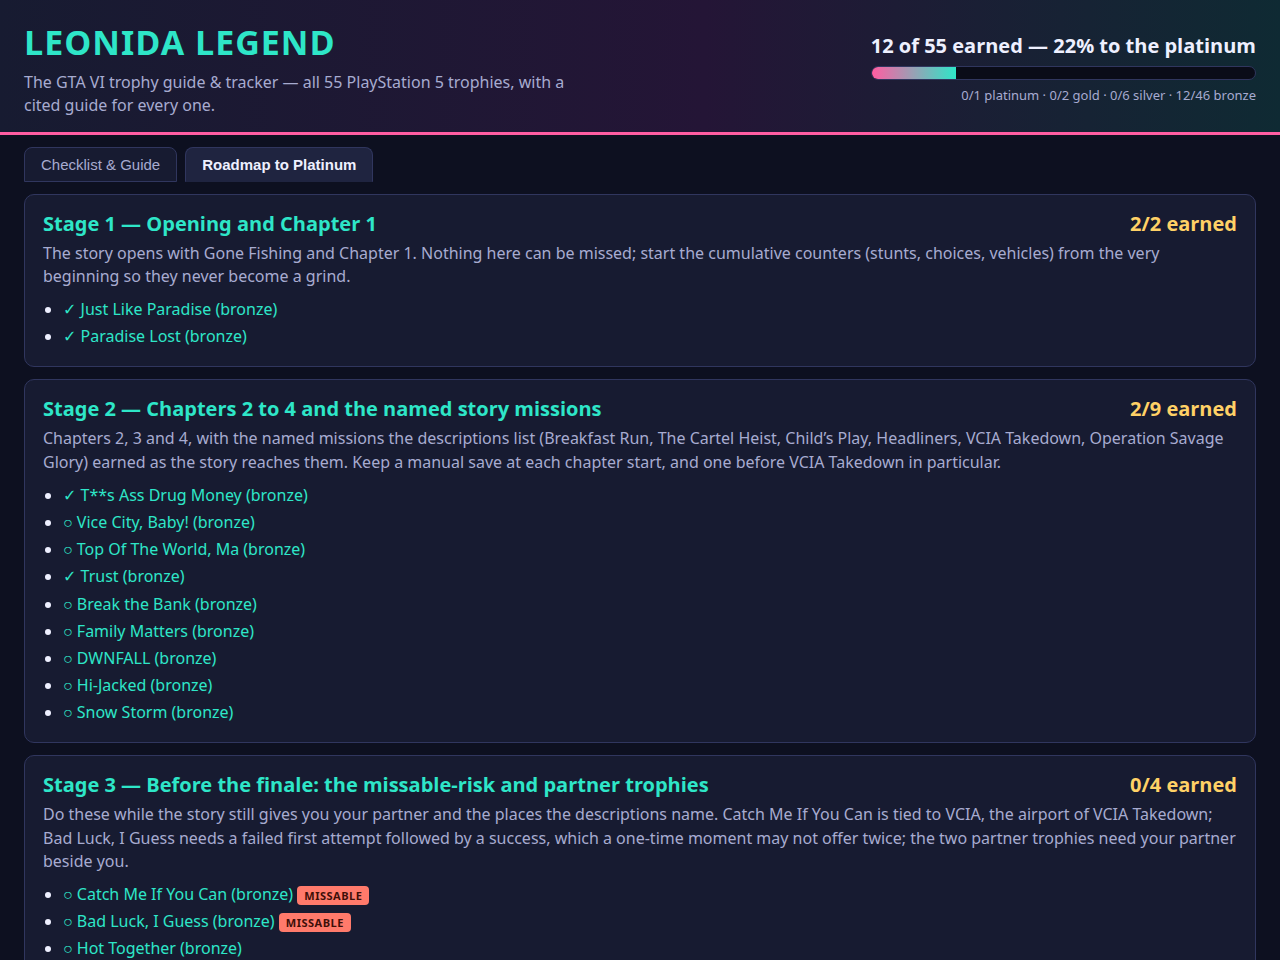 LEONIDA LEGEND
The GTA VI trophy guide & tracker — all 55 PlayStation 5 trophies, with a
cited guide for every one.
12 of 55 earned — 22% to the platinum
0/1 platinum · 0/2 gold · 0/6 silver · 12/46 bronze
Checklist & Guide
Roadmap to Platinum
Stage 1 — Opening and Chapter 1
2/2 earned
The story opens with Gone Fishing and Chapter 1. Nothing here can be missed; start the cumulative counters (stunts, choices, vehicles) from the very
beginning so they never become a grind.
✓ Just Like Paradise (bronze)
✓ Paradise Lost (bronze)
Stage 2 — Chapters 2 to 4 and the named story missions
2/9 earned
Chapters 2, 3 and 4, with the named missions the descriptions list (Breakfast Run, The Cartel Heist, Child’s Play, Headliners, VCIA Takedown, Operation Savage
Glory) earned as the story reaches them. Keep a manual save at each chapter start, and one before VCIA Takedown in particular.
✓ T**s Ass Drug Money (bronze)
○ Vice City, Baby! (bronze)
○ Top Of The World, Ma (bronze)
✓ Trust (bronze)
○ Break the Bank (bronze)
○ Family Matters (bronze)
○ DWNFALL (bronze)
○ Hi-Jacked (bronze)
○ Snow Storm (bronze)
Stage 3 — Before the finale: the missable-risk and partner trophies
0/4 earned
Do these while the story still gives you your partner and the places the descriptions name. Catch Me If You Can is tied to VCIA, the airport of VCIA Takedown;
Bad Luck, I Guess needs a failed first attempt followed by a success, which a one-time moment may not offer twice; the two partner trophies need your partner
beside you.
○ Catch Me If You Can (bronze) MISSABLE
○ Bad Luck, I Guess (bronze) MISSABLE
○ Hot Together (bronze)